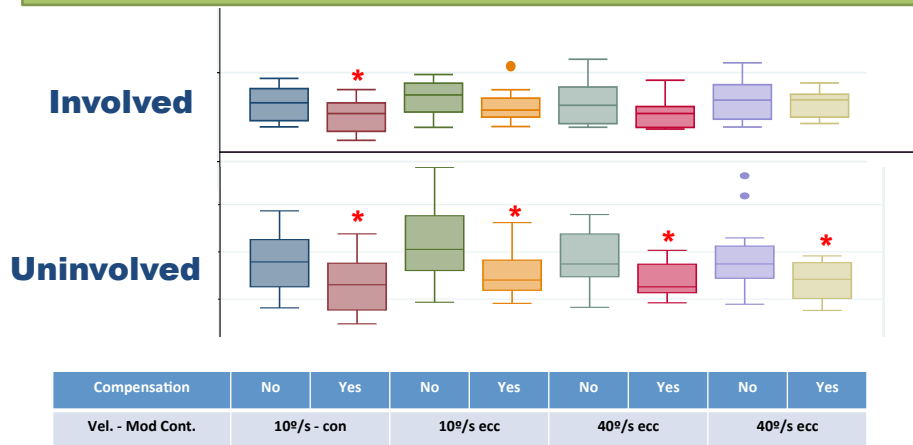 *
Involved
* * * *
Uninvolved
Compensation No Yes No Yes No Yes No Yes
Vel. - Mod Cont. 10º/s - con 10º/s ecc 40º/s ecc 40º/s ecc